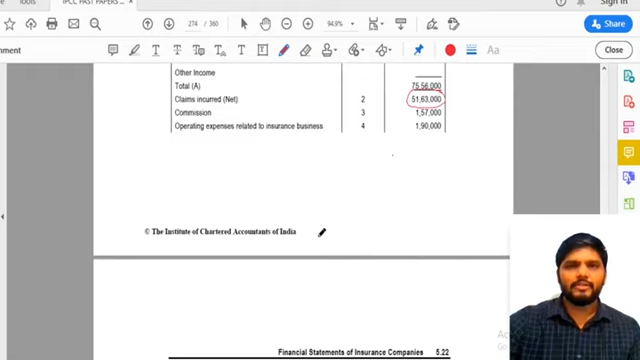 Tools
IPCC PAST PAPERS
Sign In
274 / 360
94.9%
Share
mment
T T T T
Aa
Close
Other Income
Total (A) 75,56,000
Claims incurred (Net) 2 51,63,000
Commission 3 1,57,000
Operating expenses related to insurance business 4 1,90,000
© The Institute of Chartered Accountants of India
Financial Statements of Insurance Companies 5.22